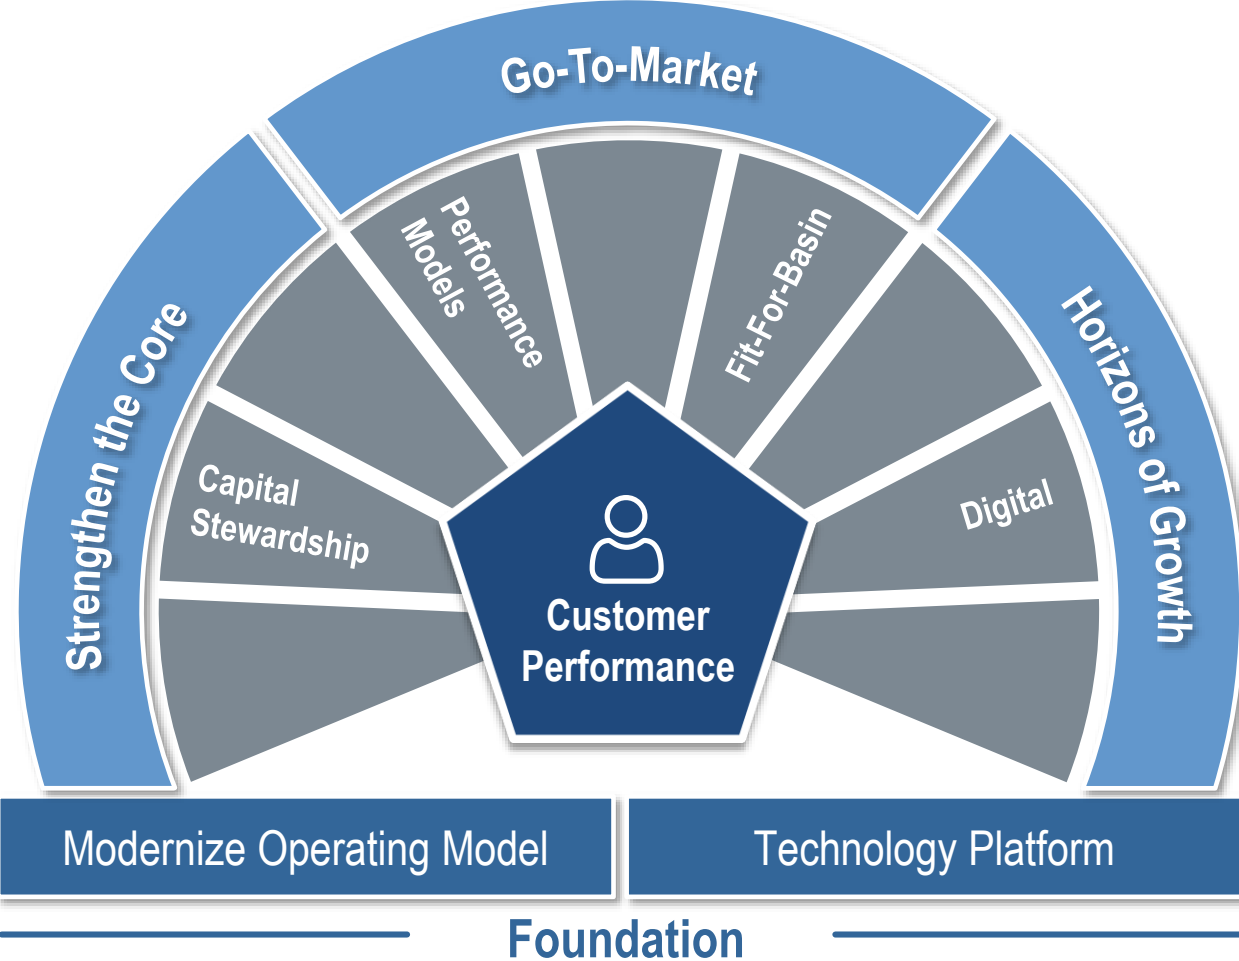 Go-To-Market
Strengthen the Core
Horizons of Growth
Capital
Stewardship
Performance
Models
Fit-For-Basin
Digital
Customer
Performance
Modernize Operating Model
Technology Platform
Foundation